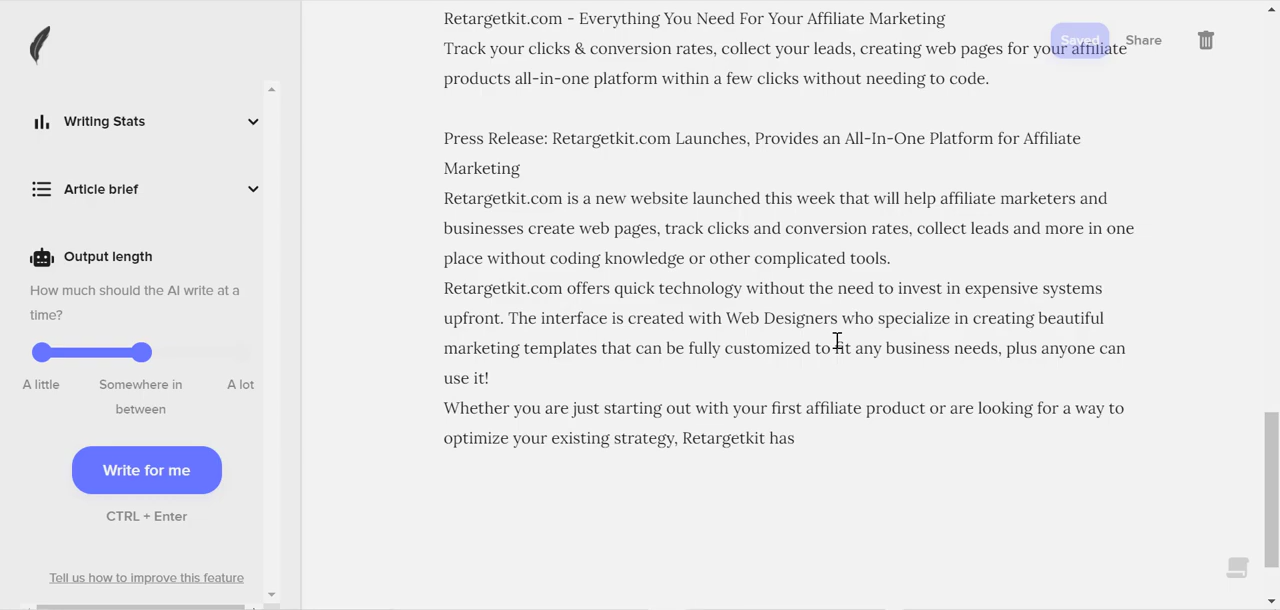 Retargetkit.com - Everything You Need For Your Affiliate Marketing
Saved
Share
Track your clicks & conversion rates, collect your leads, creating web pages for your affiliate
products all-in-one platform within a few clicks without needing to code.
Writing Stats
Press Release: Retargetkit.com Launches, Provides an All-In-One Platform for Affiliate
Marketing
Article brief
Retargetkit.com is a new website launched this week that will help affiliate marketers and
businesses create web pages, track clicks and conversion rates, collect leads and more in one
place without coding knowledge or other complicated tools.
Output length
How much should the AI write at a
time?
Retargetkit.com offers quick technology without the need to invest in expensive systems
upfront. The interface is created with Web Designers who specialize in creating beautiful
marketing templates that can be fully customized to fit any business needs, plus anyone can
use it!
A little
Somewhere in
between
A lot
Whether you are just starting out with your first affiliate product or are looking for a way to
optimize your existing strategy, Retargetkit has
Write for me
CTRL + Enter
Tell us how to improve this feature